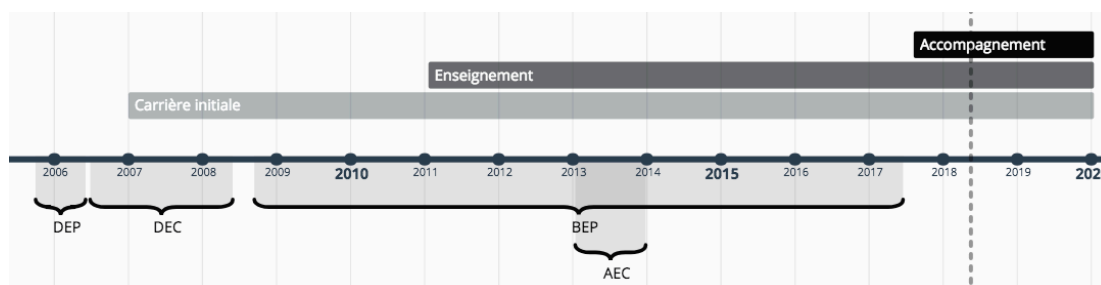 Accompagnement
Enseignement
Carrière initiale
2006 2007 2008 2009 2010 2011 2012 2013 2014 2015 2016 2017 2018 2019 202
DEP DEC BEP
AEC